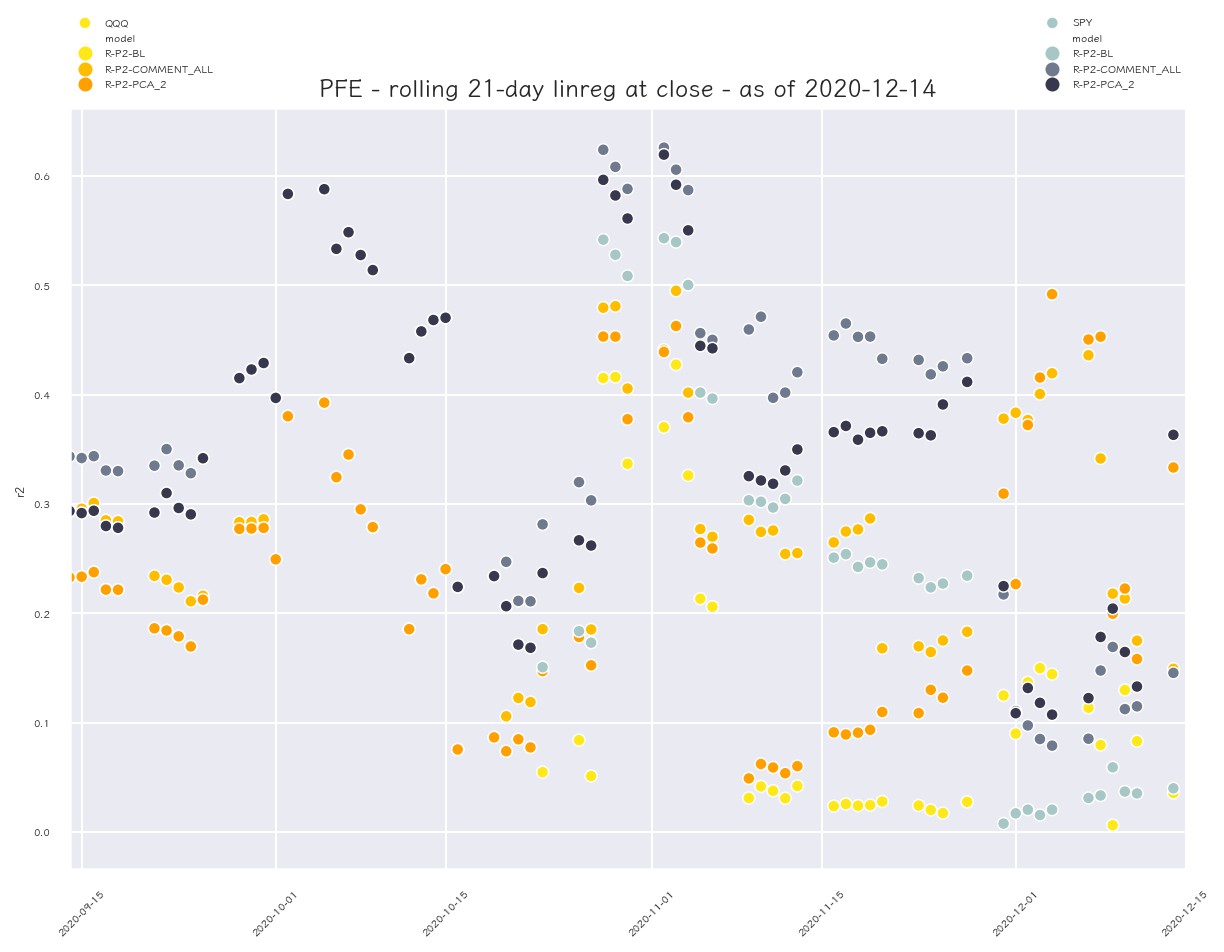 QQQ
model
R-P2-BL
R-P2-COMMENT_ALL
R-P2-PCA_2
SPY
model
R-P2-BL
R-P2-COMMENT_ALL
R-P2-PCA_2
PFE - rolling 21-day linreg at close - as of 2020-12-14
r2
0.6
0.5
0.4
0.3
0.2
0.1
0.0
2020-09-15
2020-10-01
2020-10-15
2020-11-01
2020-11-15
2020-12-01
2020-12-15